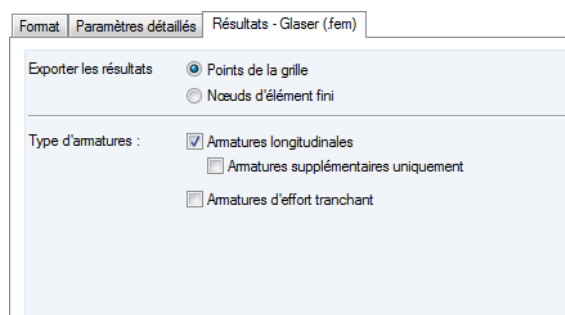 Format Paramètres détaillés Résultats - Glaser (.fem)
Exporter les résultats Points de la grille
Nœuds d'élément fini
Type d'armatures : Armatures longitudinales
Armatures supplémentaires uniquement
Armatures d'effort tranchant